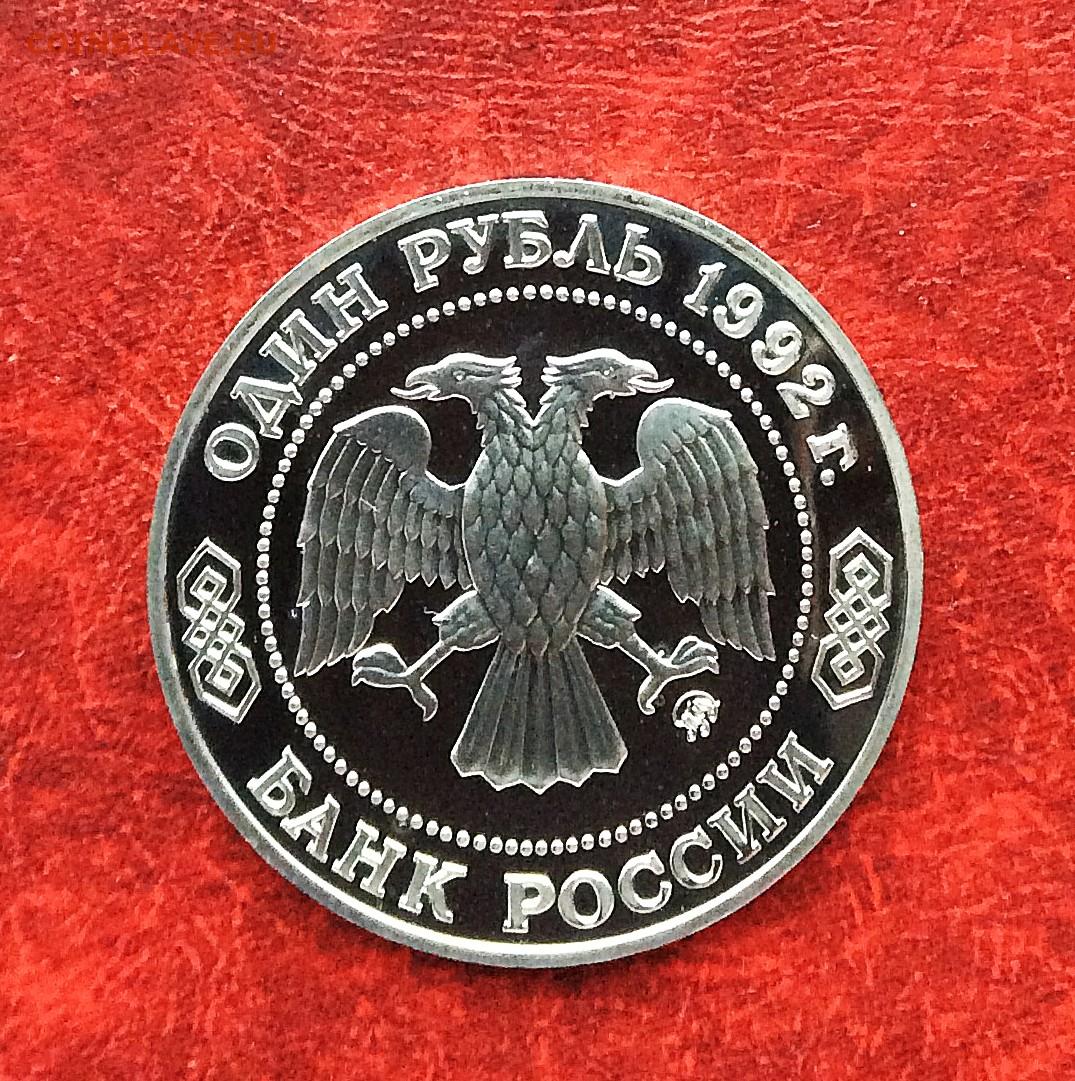 COINS.LAVE.RU
ОДИН РУБЛЬ 1992 г.
БАНК РОССИИ